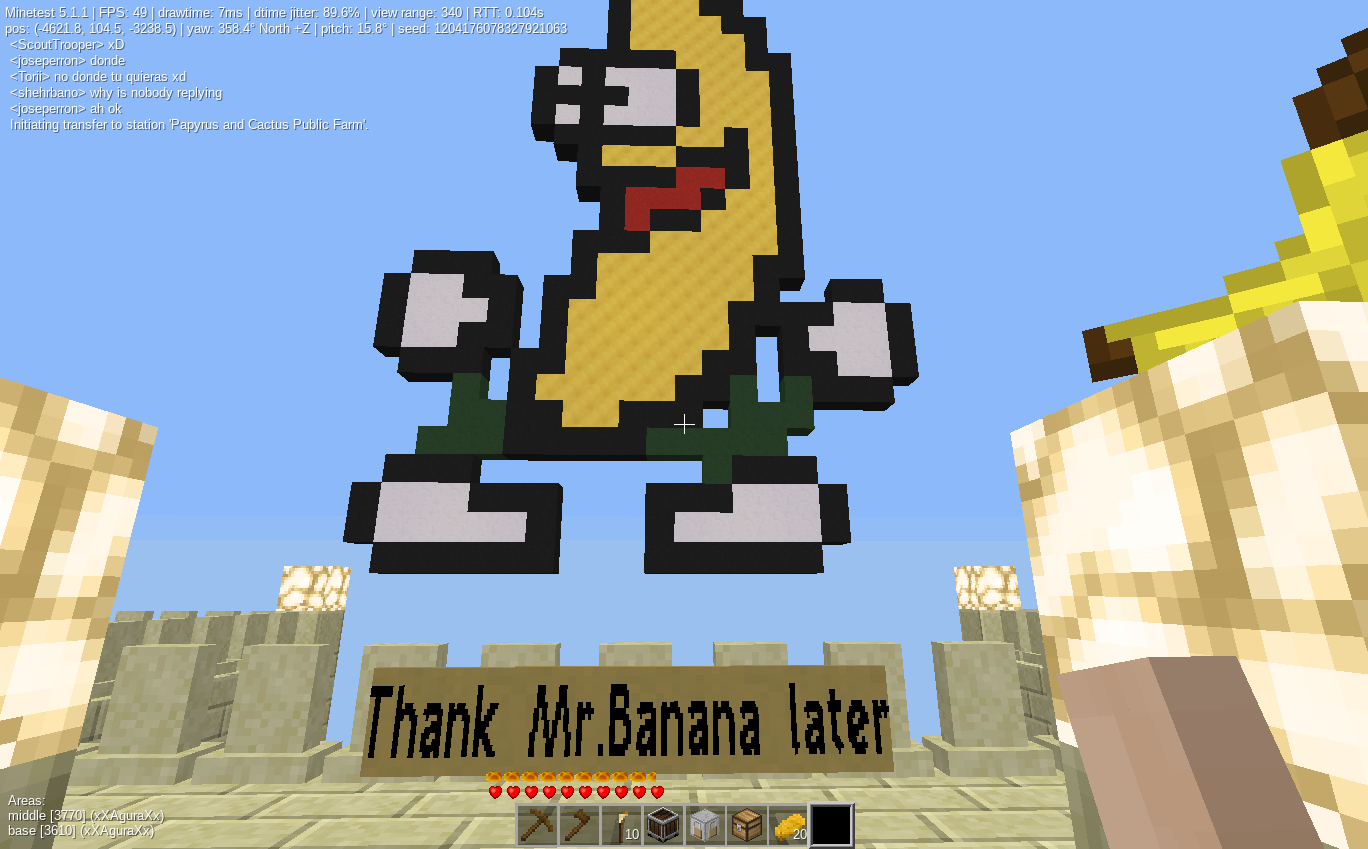 Minetest 5.1.1 | FPS: 49 | drawtime: 7ms | dtime jitter: 89.6% | view range: 340 | RTT: 0.104s
pos: (-4621.8, 104.5, -3238.5) | yaw: 358.4° North +Z | pitch: 15.8° | seed: 1204176078327921063
<ScoutTrooper> xD
<joseperron> donde
<Torii> no donde tu quieras xd
<shehrbano> why is nobody replying
<joseperron> ah ok
Initiating transfer to station 'Papyrus and Cactus Public Farm'.
Thank Mr.Banana later
Areas:
middle [3770] (xXAguraXx)
base [3610] (xXAguraXx)
10
20